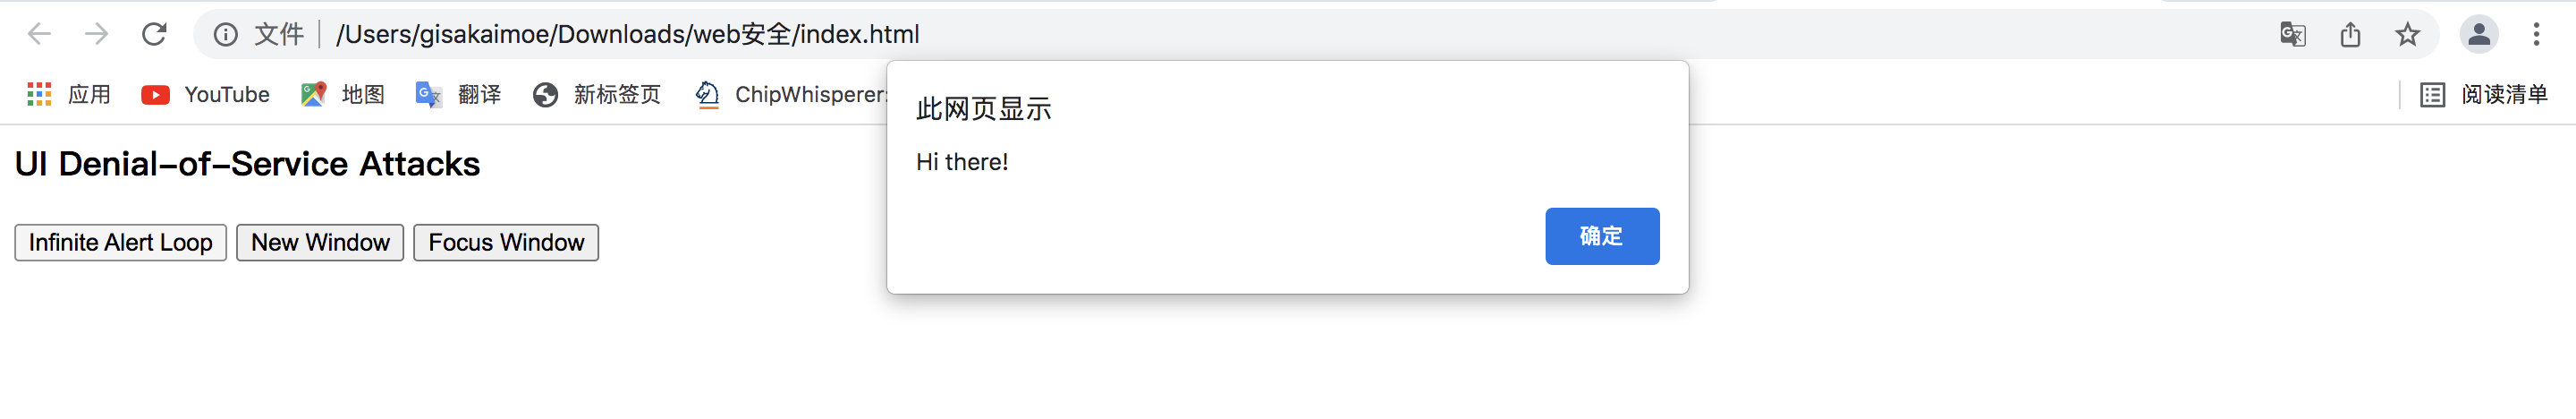 文件 /Users/gisakaimoe/Downloads/web安全/index.html
应用 YouTube 地图 翻译 新标签页 ChipWhisperer: 阅读清单
此网页显示
Hi there!
确定
UI Denial-of-Service Attacks
Infinite Alert Loop New Window Focus Window